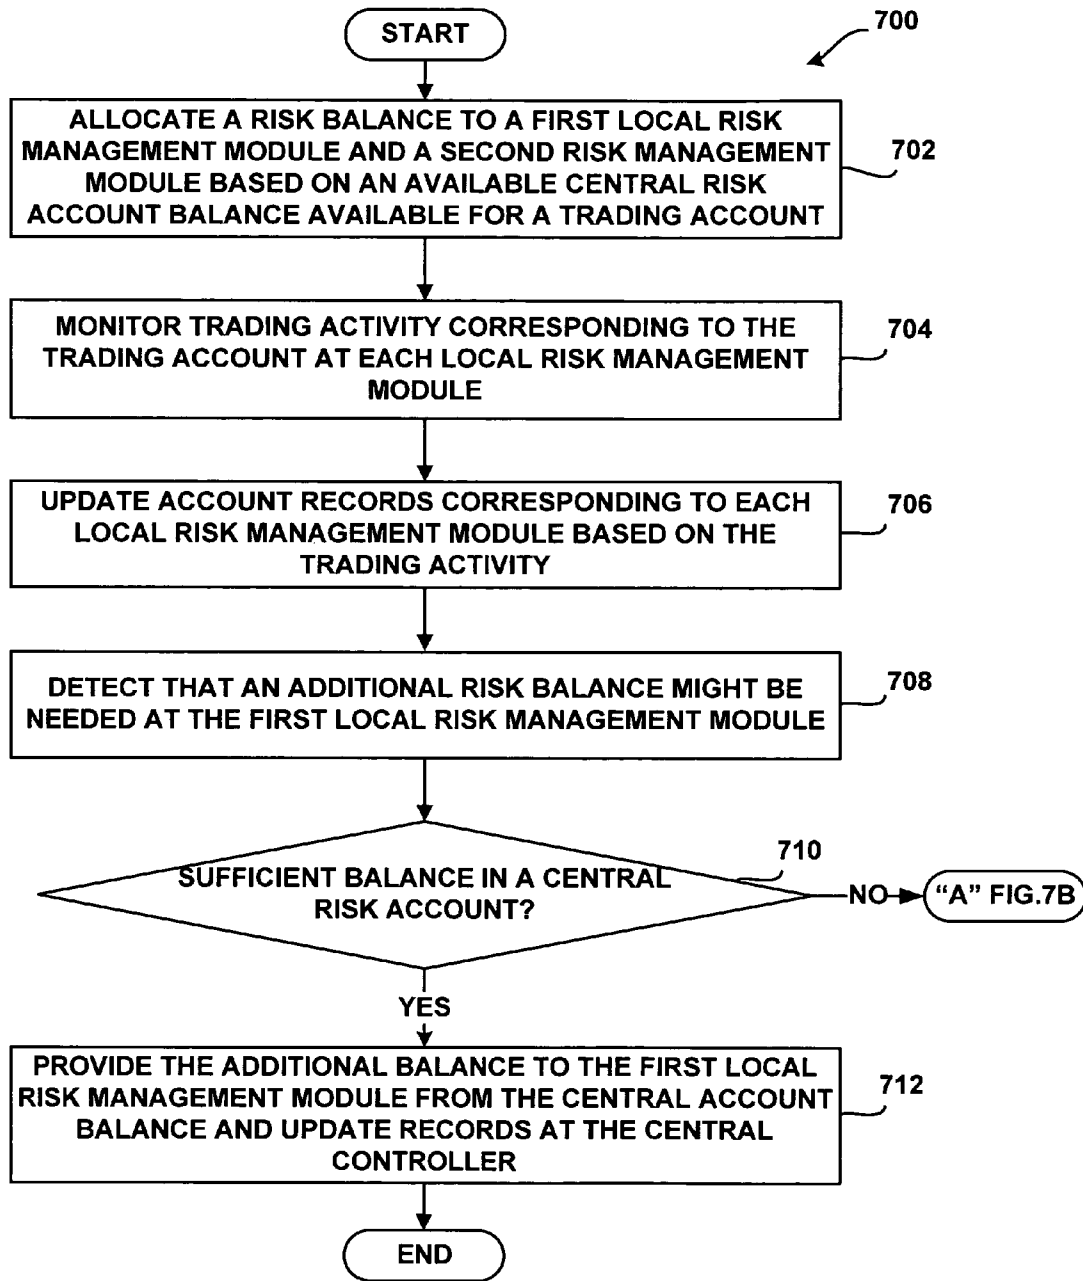 START
700
ALLOCATE A RISK BALANCE TO A FIRST LOCAL RISK
MANAGEMENT MODULE AND A SECOND RISK MANAGEMENT
MODULE BASED ON AN AVAILABLE CENTRAL RISK
ACCOUNT BALANCE AVAILABLE FOR A TRADING ACCOUNT
702
MONITOR TRADING ACTIVITY CORRESPONDING TO THE
TRADING ACCOUNT AT EACH LOCAL RISK MANAGEMENT
MODULE
704
UPDATE ACCOUNT RECORDS CORRESPONDING TO EACH
LOCAL RISK MANAGEMENT MODULE BASED ON THE
TRADING ACTIVITY
706
DETECT THAT AN ADDITIONAL RISK BALANCE MIGHT BE
NEEDED AT THE FIRST LOCAL RISK MANAGEMENT MODULE
708
SUFFICIENT BALANCE IN A CENTRAL
RISK ACCOUNT?
710
NO
“A” FIG.7B
YES
PROVIDE THE ADDITIONAL BALANCE TO THE FIRST LOCAL
RISK MANAGEMENT MODULE FROM THE CENTRAL ACCOUNT
BALANCE AND UPDATE RECORDS AT THE CENTRAL
CONTROLLER
712
END